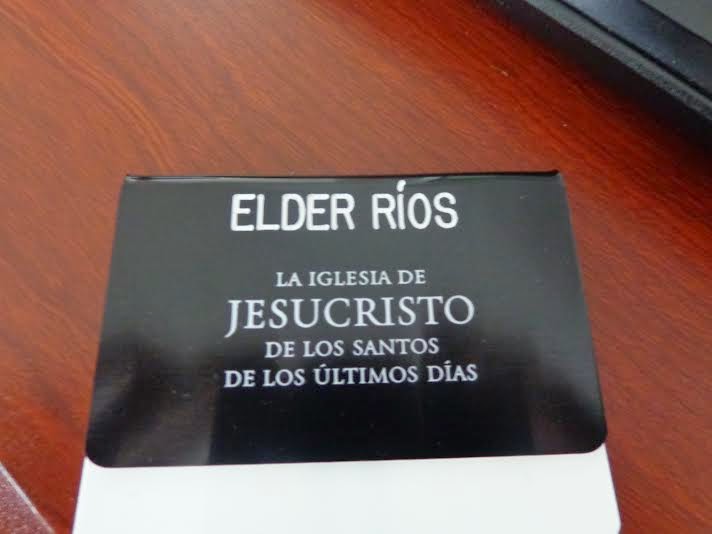 ELDER RÍOS
LA IGLESIA DE
JESUCRISTO
DE LOS SANTOS
DE LOS ÚLTIMOS DÍAS